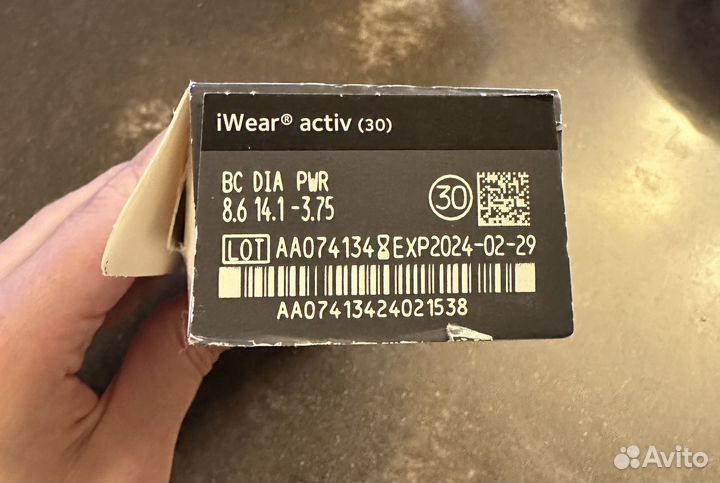 iWear® activ (30)
BC DIA PWR
8.6 14.1 -3.75
30
LOT AA074134 EXP2024-02-29
AA07413424021538
Avito